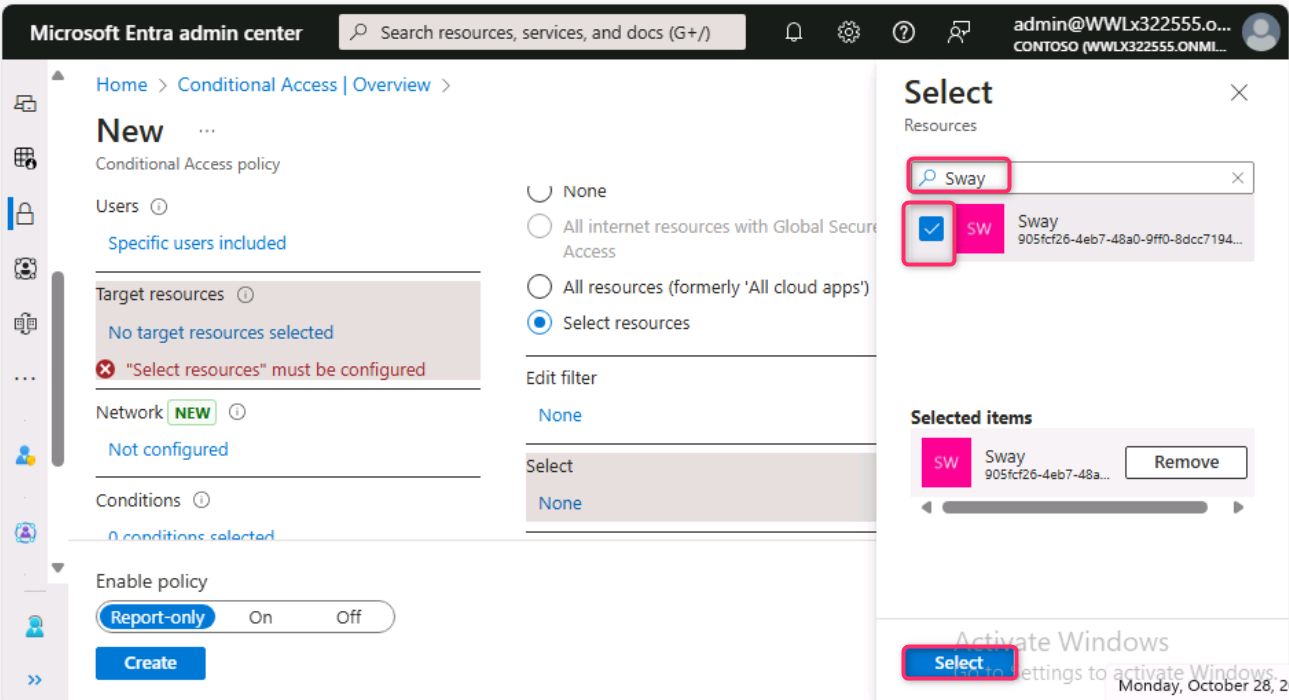 Microsoft Entra admin center
Search resources, services, and docs (G+/)
admin@WWLx322555.o...
CONTOSO (WWLX322555.ONMI...
Home > Conditional Access | Overview >
New ...
Conditional Access policy
Users
Specific users included
Target resources
No target resources selected
"Select resources" must be configured
Network NEW
Not configured
Conditions
0 conditions selected
Enable policy
Report-only On Off
Create
None
All internet resources with Global Secure
Access
All resources (formerly 'All cloud apps')
Select resources
Edit filter
None
Select
None
Select
Resources
Sway
SW
Sway
905fcf26-4eb7-48a0-9ff0-8dcc7194...
Selected items
SW
Sway
905fcf26-4eb7-48a...
Remove
Select
Activate Windows
Go to Settings to activate Windows.
Monday, October 28, 2